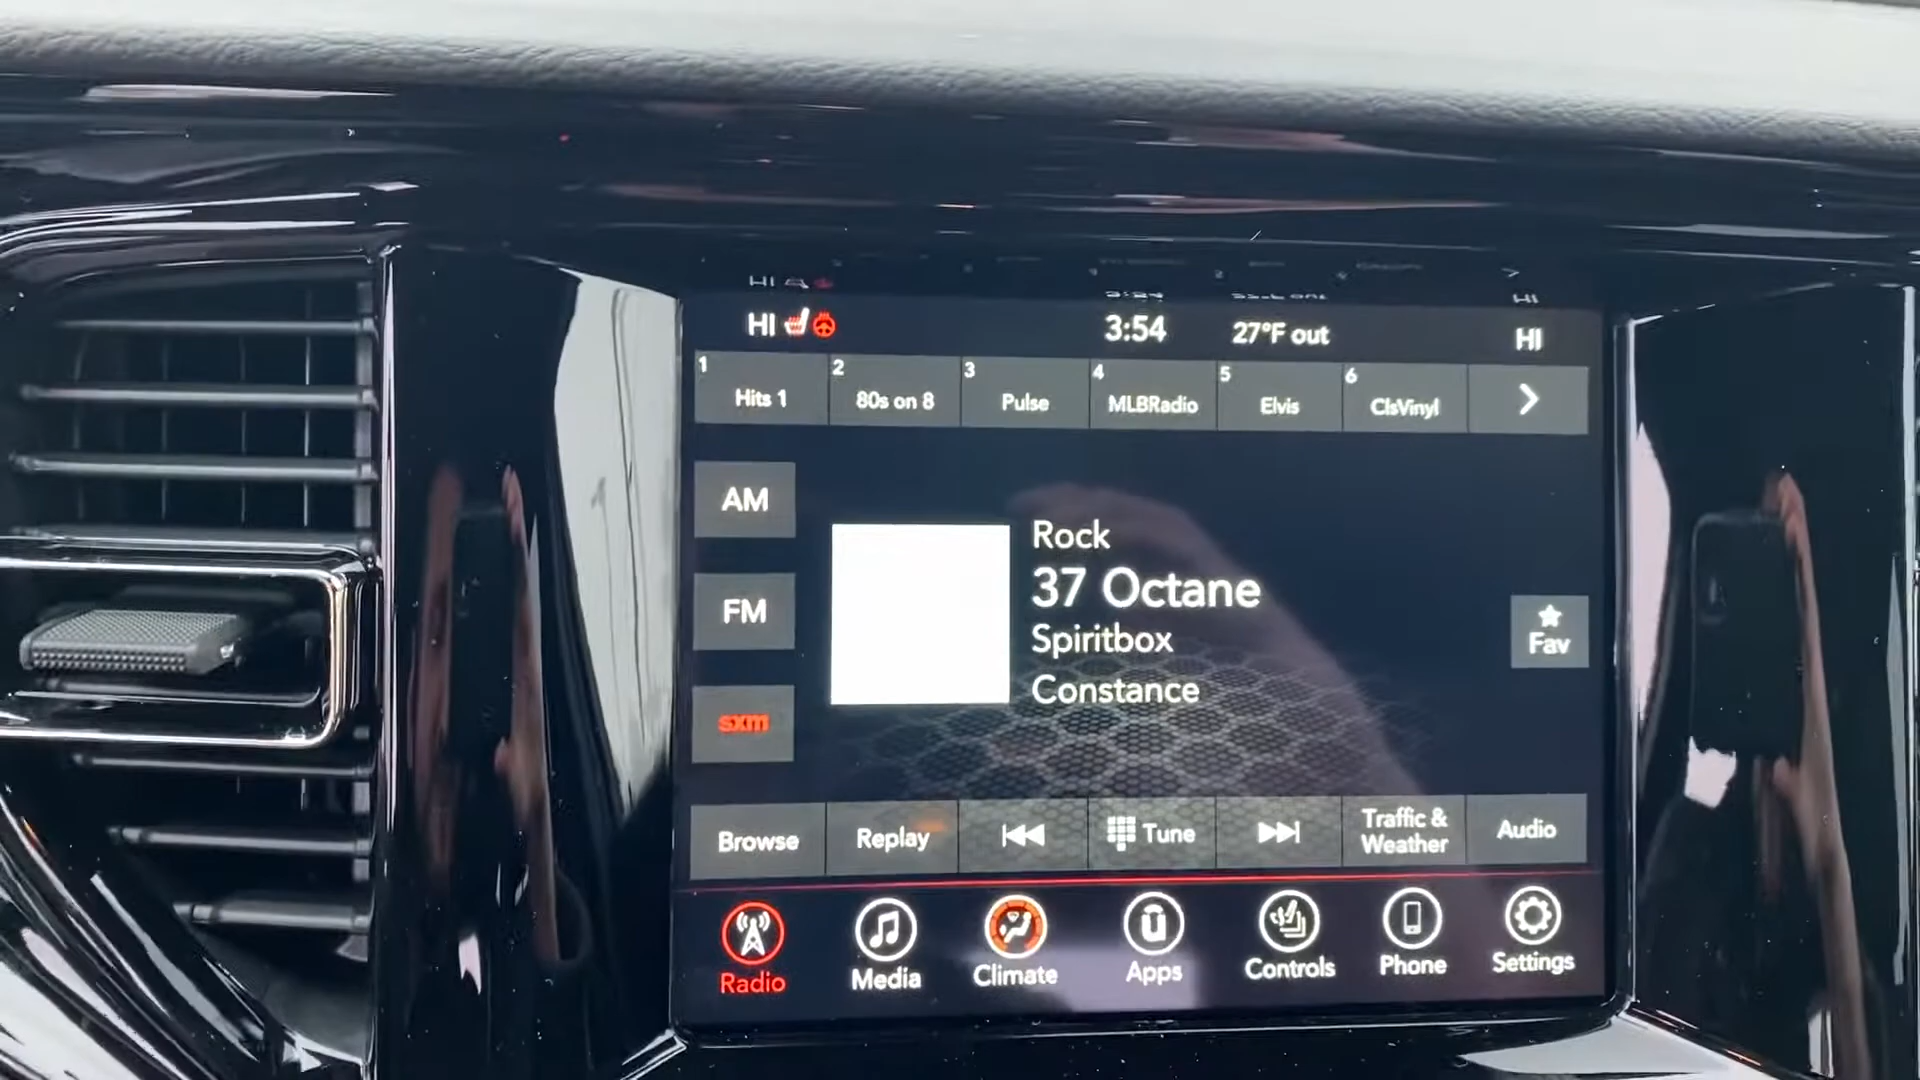 HI 3:54 27°F out HI
1 Hits 1 2 80s on 8 3 Pulse 4 MLBRadio 5 Elvis 6 ClsVinyl
AM
FM
sxm
Rock
37 Octane
Spiritbox
Constance
Fav
Browse Replay Tune Traffic & Weather Audio
Radio Media Climate Apps Controls Phone Settings